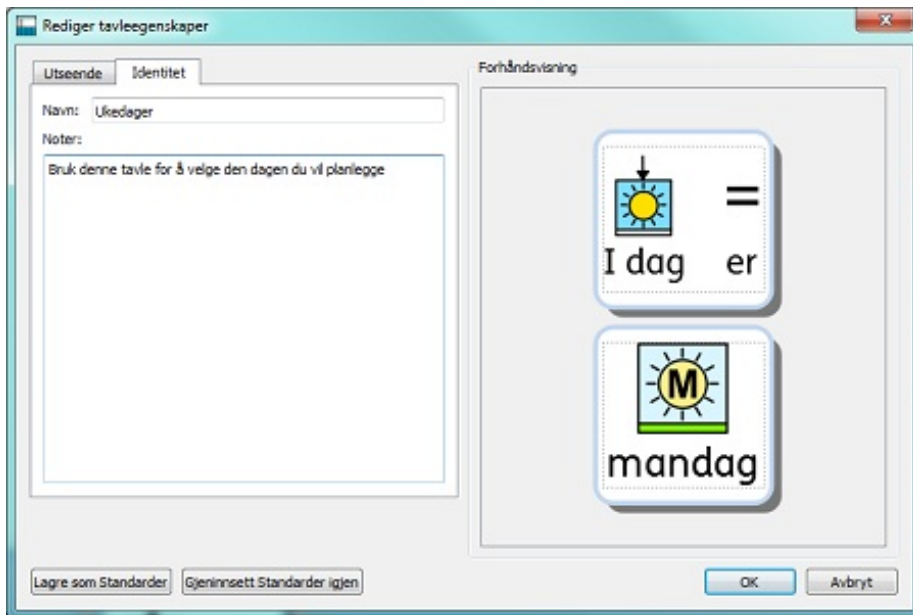 Rediger tavleegenskaper
Utseende Identitet
Navn: Ukedager
Noter:
Bruk denne tavle for å velge den dagen du vil planlegge
Forhåndsvisning
=
I dag er
M
mandag
Lagre som Standarder Gjeninnsett Standarder igjen OK Avbryt